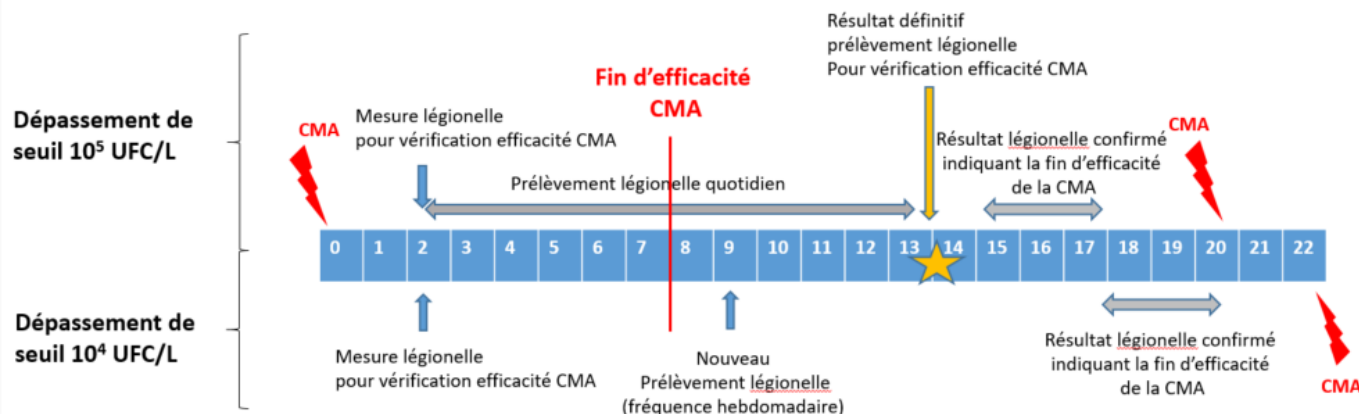 Résultat définitif
prélèvement légionelle
Pour vérification efficacité CMA
Fin d’efficacité
CMA
Dépassement de
seuil 10⁵ UFC/L
CMA
Mesure légionelle
pour vérification efficacité CMA
Résultat légionelle confirmé
indiquant la fin d’efficacité
de la CMA
CMA
Prélèvement légionelle quotidien
0 1 2 3 4 5 6 7 8 9 10 11 12 13 14 15 16 17 18 19 20 21 22
Dépassement de
seuil 10⁴ UFC/L
Mesure légionelle
pour vérification efficacité CMA
Nouveau
Prélèvement légionelle
(fréquence hebdomadaire)
Résultat légionelle confirmé
indiquant la fin d’efficacité
de la CMA
CMA